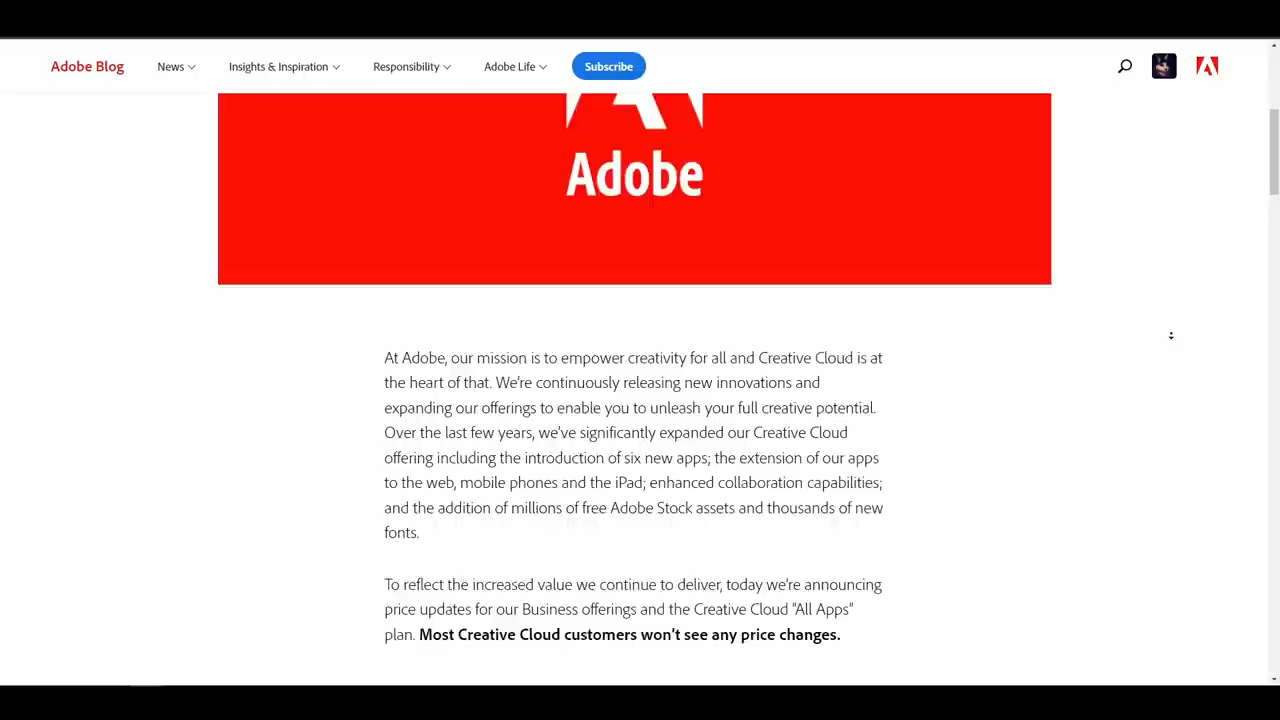 Adobe Blog News Insights & Inspiration Responsibility Adobe Life Subscribe
Adobe
At Adobe, our mission is to empower creativity for all and Creative Cloud is at
the heart of that. We’re continuously releasing new innovations and
expanding our offerings to enable you to unleash your full creative potential.
Over the last few years, we’ve significantly expanded our Creative Cloud
offering including the introduction of six new apps; the extension of our apps
to the web, mobile phones and the iPad; enhanced collaboration capabilities;
and the addition of millions of free Adobe Stock assets and thousands of new
fonts.
To reflect the increased value we continue to deliver, today we’re announcing
price updates for our Business offerings and the Creative Cloud “All Apps”
plan. Most Creative Cloud customers won’t see any price changes.